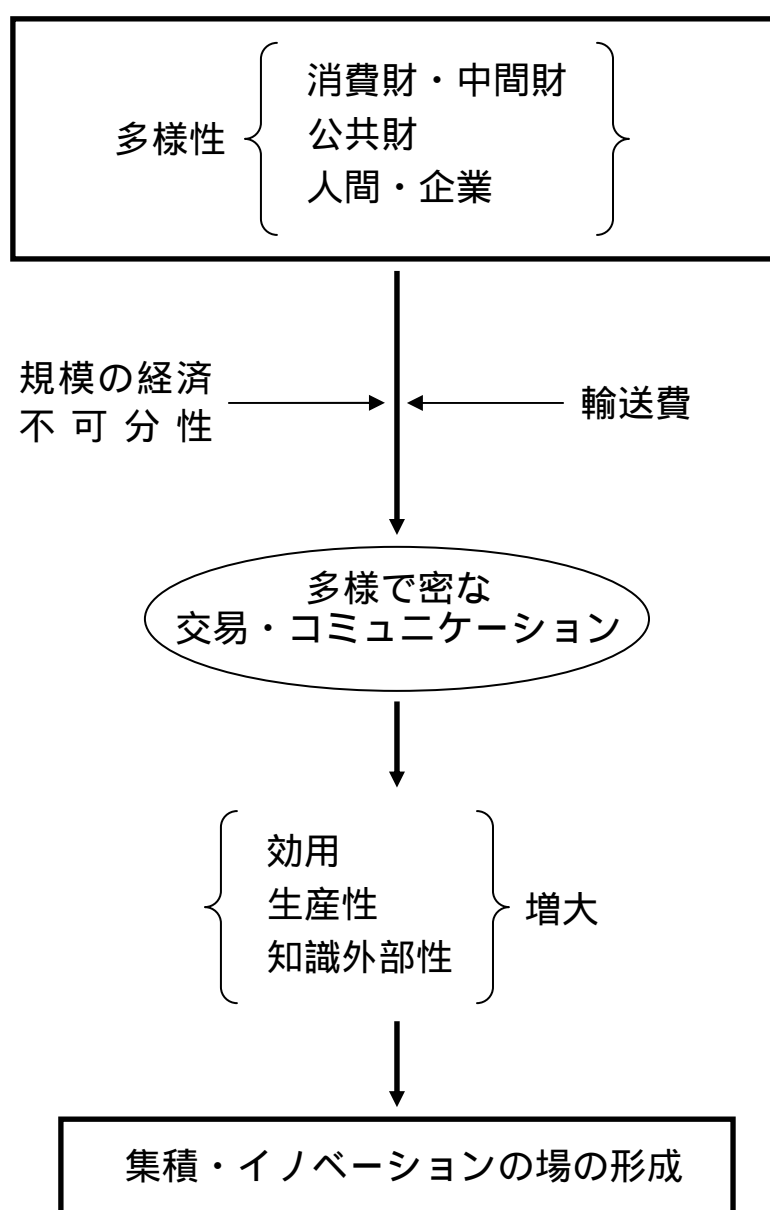 多様性
消費財・中間財
公共財
人間・企業
規模の経済
不可分性
輸送費
多様で密な
交易・コミュニケーション
効用
生産性
知識外部性
増大
集積・イノベーションの場の形成